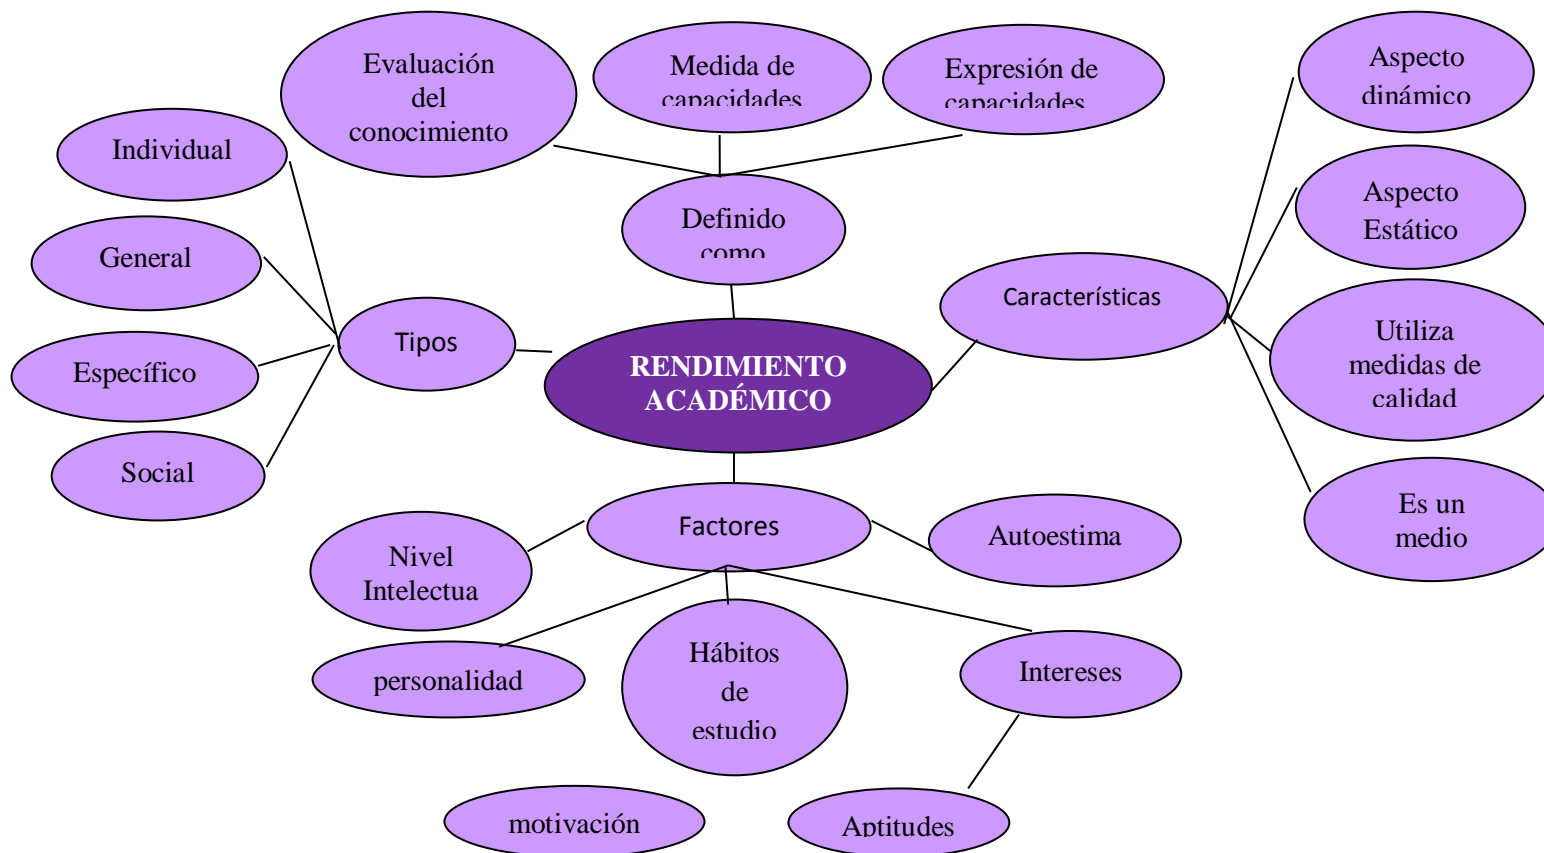 Evaluación
del
conocimiento
Medida de
capacidades
Expresión de
capacidades
Aspecto
dinámico
Individual
General
Específico
Social
Tipos
Definido
como
Características
Aspecto
Estático
Utiliza
medidas de
calidad
Es un
medio
RENDIMIENTO
ACADÉMICO
Factores
Nivel
Intelectua
personalidad
Hábitos
de
estudio
Autoestima
Intereses
motivación
Aptitudes